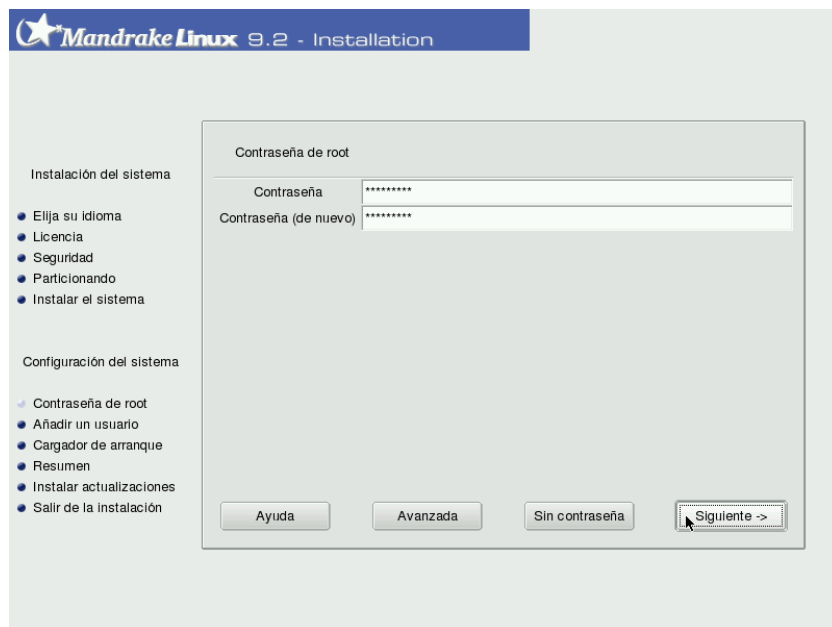 Mandrake Linux 9.2 - Installation
Instalación del sistema
Elija su idioma
Licencia
Seguridad
Particionando
Instalar el sistema
Configuración del sistema
Contraseña de root
Añadir un usuario
Cargador de arranque
Resumen
Instalar actualizaciones
Salir de la instalación
Contraseña de root
Contraseña *********
Contraseña (de nuevo) *********
Ayuda
Avanzada
Sin contraseña
Siguiente ->